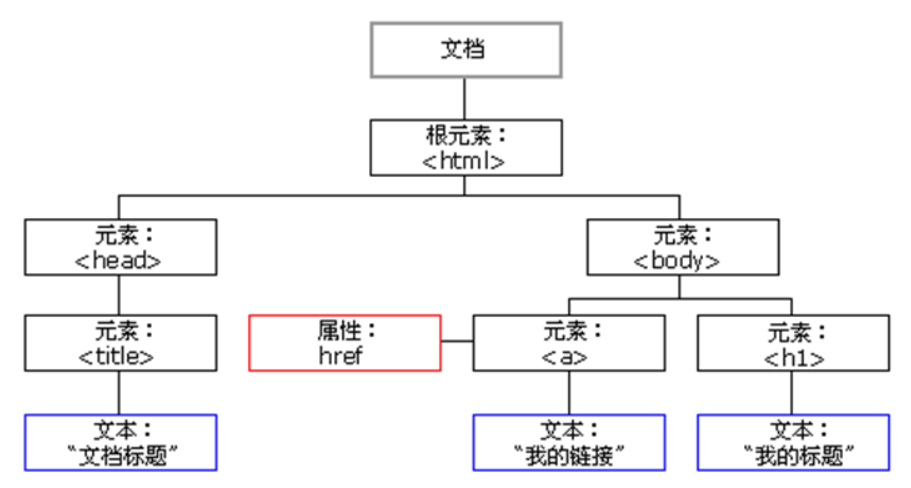 文档
根元素：
<html>
元素：
<head>
元素：
<body>
元素：
<title>
属性：
href
元素：
<a>
元素：
<h1>
文本：
“文档标题”
文本：
“我的链接”
文本：
“我的标题”